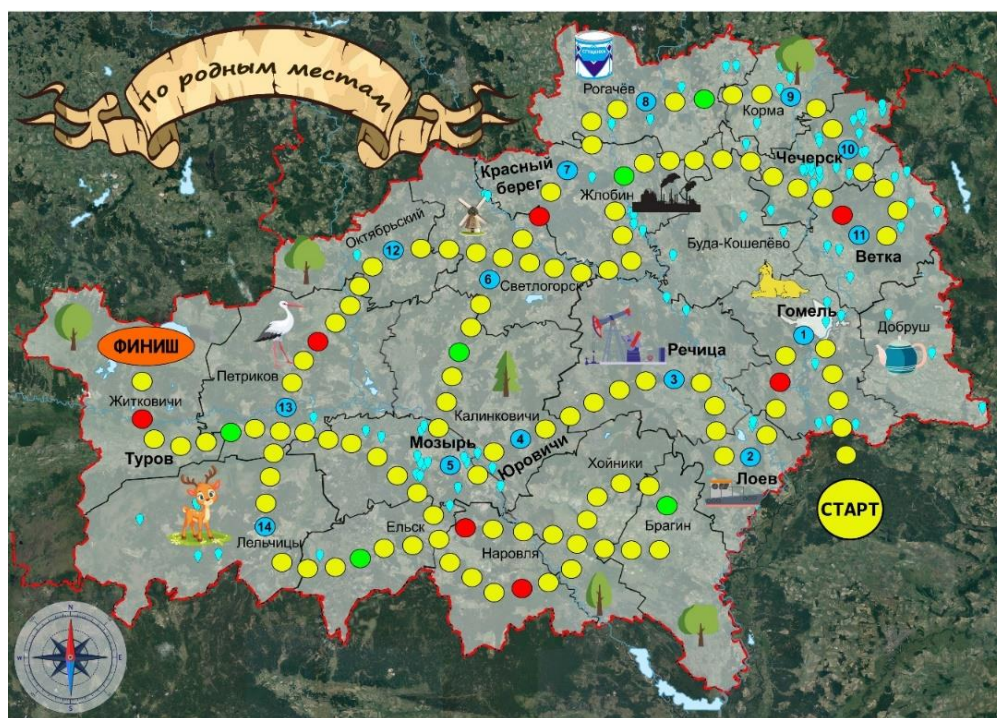 По родным местам
Рогачёв
8
9
Корма
10
Чечерск
Красный
берег
7
Жлобин
Октябрьский
12
Буда-Кошелёво
11
Ветка
6
Светлогорск
Гомель
1
Добруш
ФИНИШ
Речица
3
Петриков
Житковичи
13
Калинковичи
Туров
Мозырь
4
5
Юровичи
2
Лоев
Хойники
СТАРТ
14
Лельчицы
Ельск
Наровля
Брагин
N
W
E
S